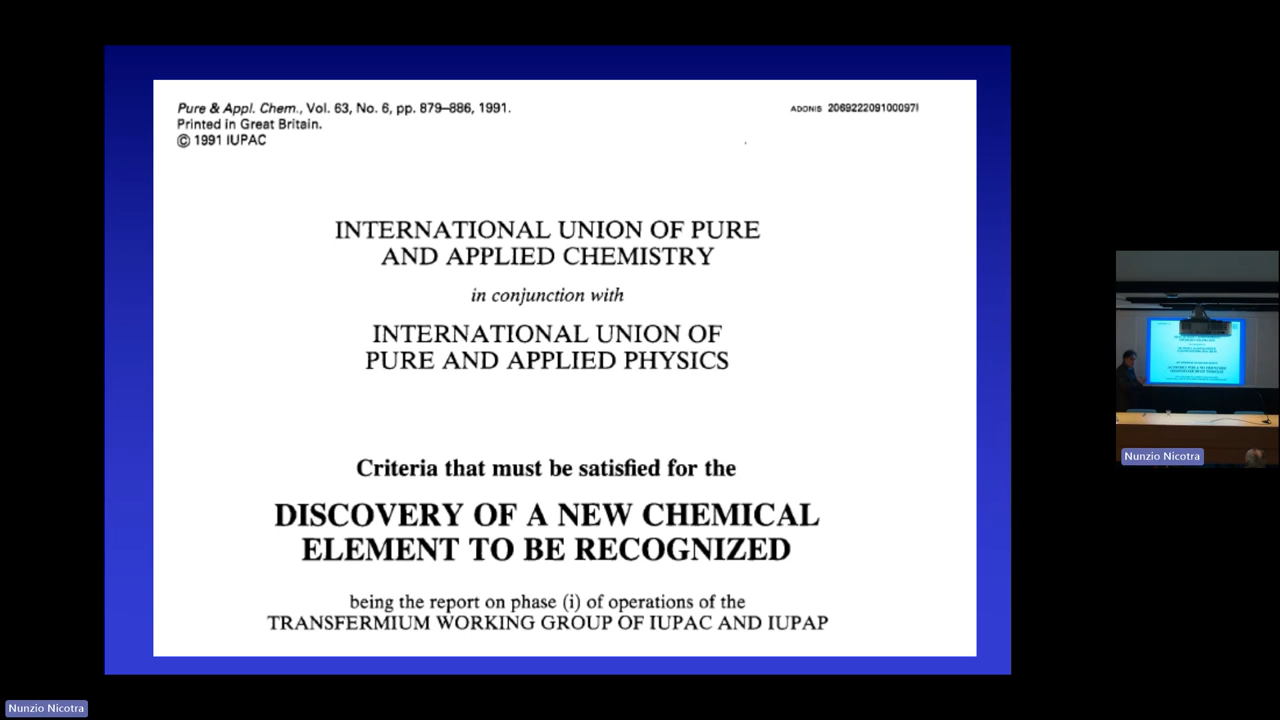 Pure & Appl. Chem., Vol. 63, No. 6, pp. 879–886, 1991.
Printed in Great Britain.
© 1991 IUPAC
ADONIS 206922209100097I
INTERNATIONAL UNION OF PURE
AND APPLIED CHEMISTRY
in conjunction with
INTERNATIONAL UNION OF
PURE AND APPLIED PHYSICS
Criteria that must be satisfied for the
DISCOVERY OF A NEW CHEMICAL
ELEMENT TO BE RECOGNIZED
being the report on phase (i) of operations of the
TRANSFERMIUM WORKING GROUP OF IUPAC AND IUPAP
Nunzio Nicotra
Nunzio Nicotra